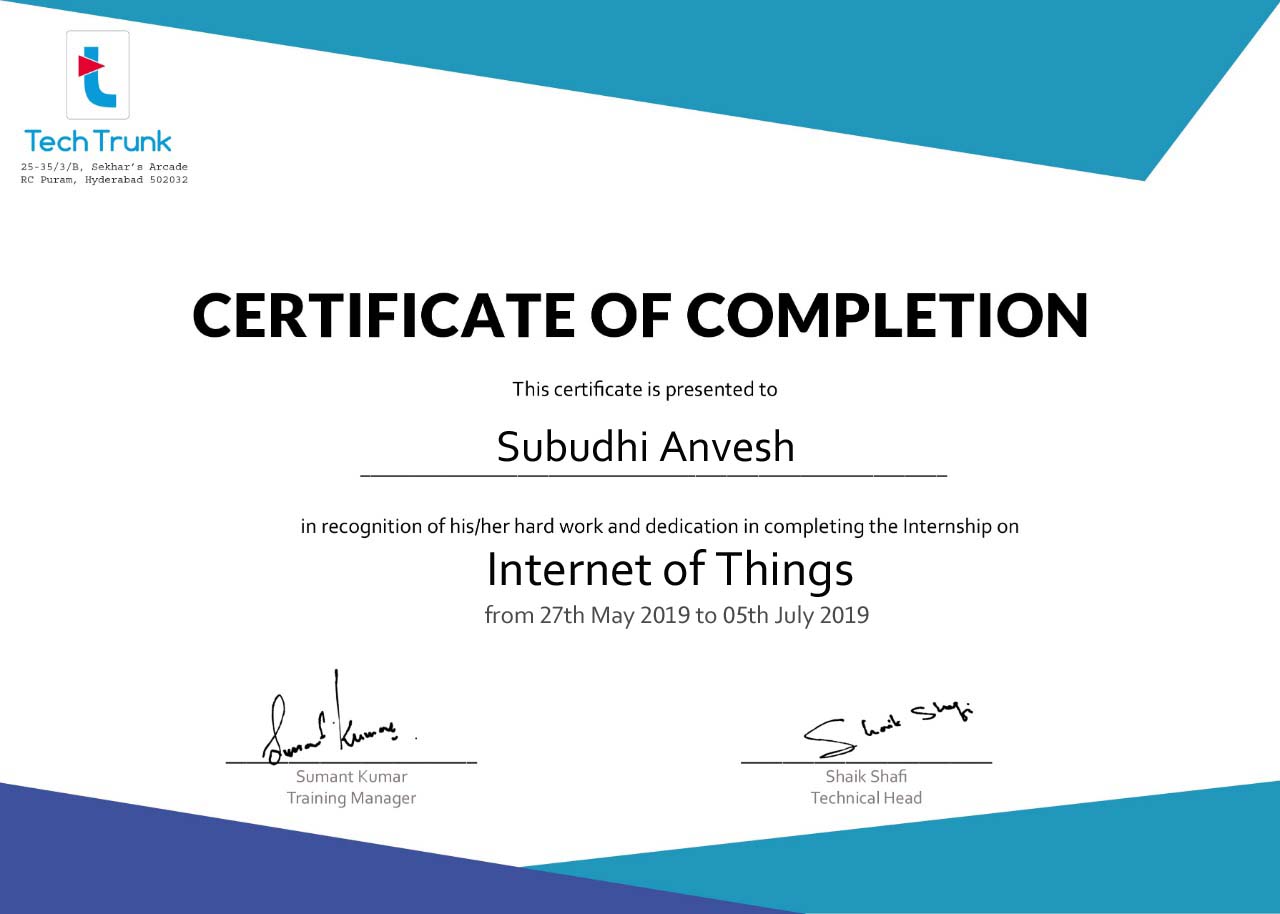 Tech Trunk
25-35/3/B, Sekhar's Arcade
RC Puram, Hyderabad 502032
CERTIFICATE OF COMPLETION
This certificate is presented to
Subudhi Anvesh
in recognition of his/her hard work and dedication in completing the Internship on
Internet of Things
from 27th May 2019 to 05th July 2019
Sumant Kumar
Shaik Shafi
Sumant Kumar
Training Manager
Shaik Shafi
Technical Head